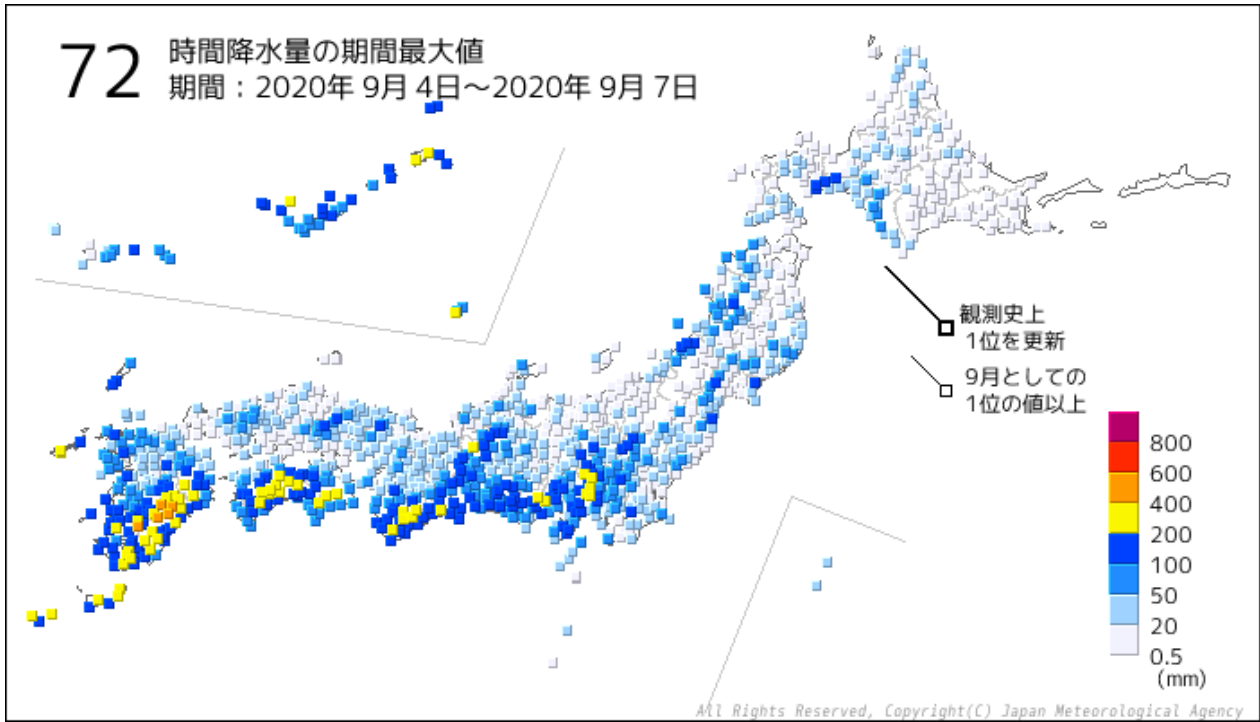 72
時間降水量の期間最大値
期間：2020年 9月 4日～2020年 9月 7日
観測史上
1位を更新
9月としての
1位の値以上
800
600
400
200
100
50
20
0.5
(mm)
All Rights Reserved, Copyright(C) Japan Meteorological Agency